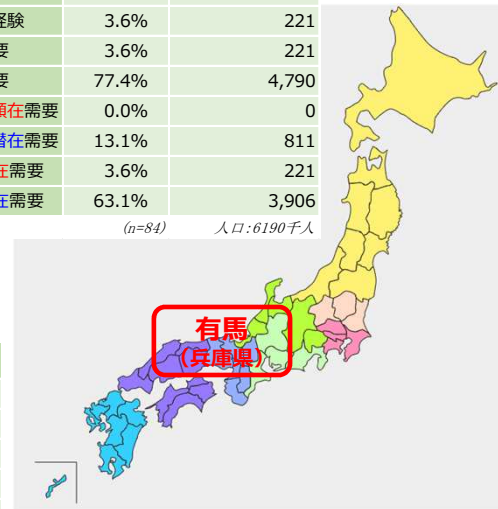 経験 3.6% 221
要 3.6% 221
要 77.4% 4,790
顕在需要 0.0% 0
潜在需要 13.1% 811
在需要 3.6% 221
在需要 63.1% 3,906
(n=84) 人口:6190千人
有馬
(兵庫県)